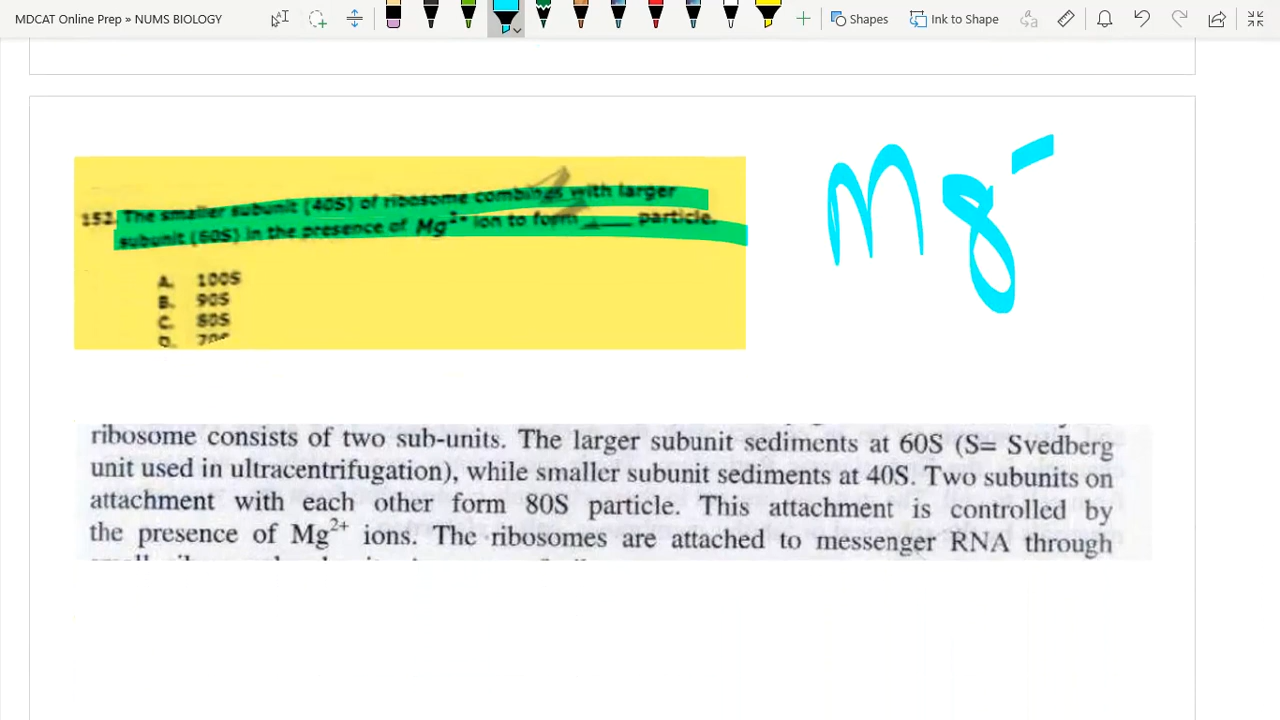 MDCAT Online Prep » NUMS BIOLOGY
Shapes
Ink to Shape
152. The smaller subunit (40S) of ribosome combines with larger
subunit (60S) in the presence of Mg2+ ion to form ____ particle.
A. 100S
B. 90S
C. 80S
D.
Mg
ribosome consists of two sub-units. The larger subunit sediments at 60S (S= Svedberg
unit used in ultracentrifugation), while smaller subunit sediments at 40S. Two subunits on
attachment with each other form 80S particle. This attachment is controlled by
the presence of Mg2+ ions. The ribosomes are attached to messenger RNA through